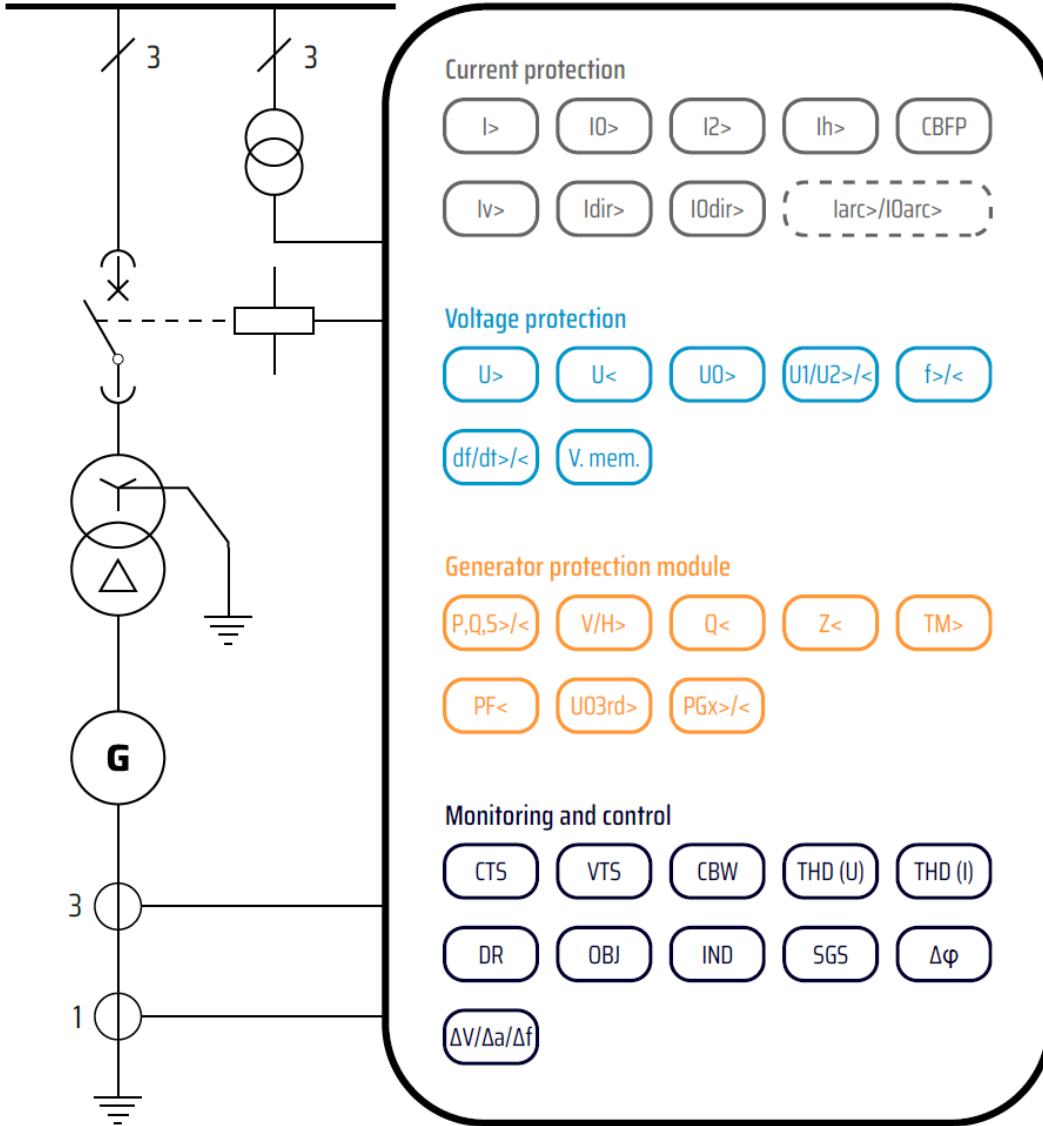 3
3
Current protection
I>
I0>
I2>
Ih>
CBFP
Iv>
Idir>
I0dir>
Iarc>/I0arc>
Voltage protection
U>
U<
U0>
U1/U2>/<
f>/<
df/dt>/<
V. mem.
Generator protection module
P,Q,S>/<
V/H>
Q<
Z<
TM>
PF<
U03rd>
PGx>/<
G
Monitoring and control
CTS
VTS
CBW
THD (U)
THD (I)
3
DR
OBJ
IND
SGS
Δφ
1
ΔV/Δa/Δf